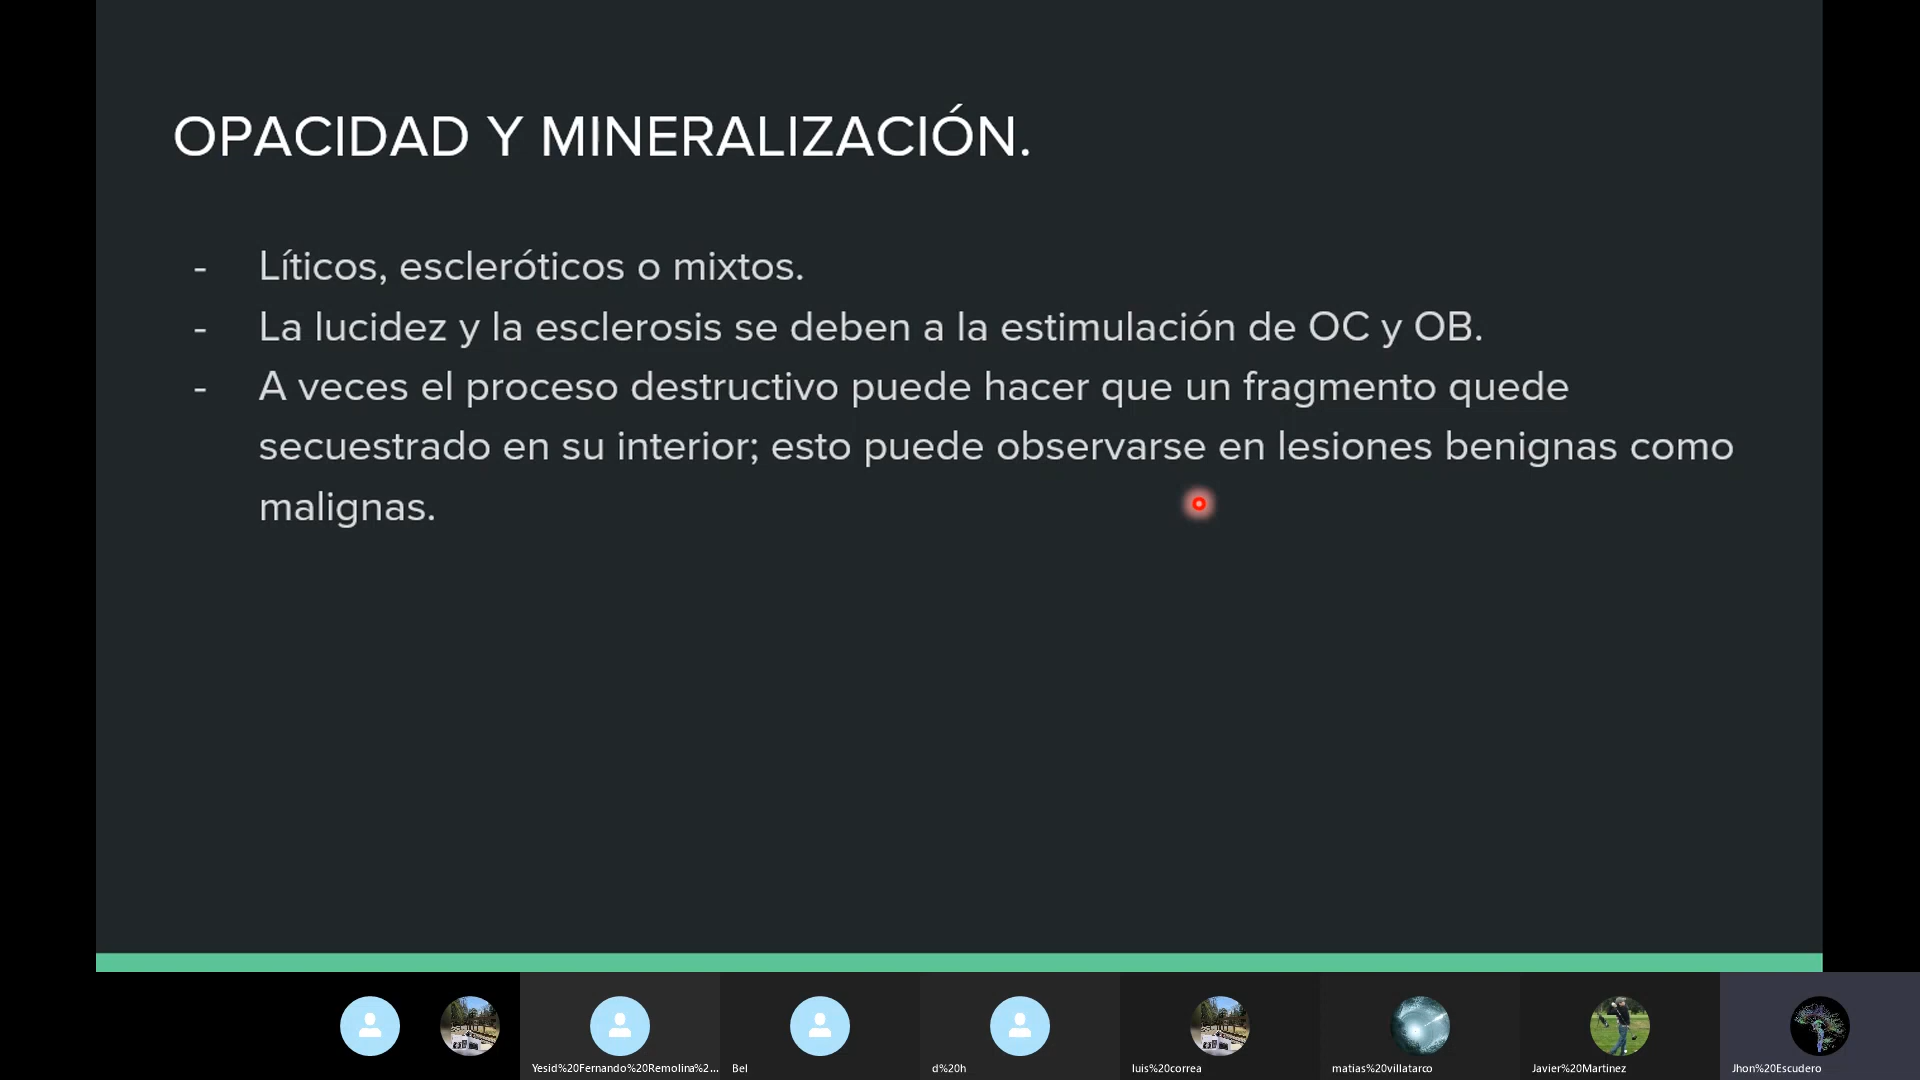 OPACIDAD Y MINERALIZACIÓN.
- Líticos, escleróticos o mixtos.
- La lucidez y la esclerosis se deben a la estimulación de OC y OB.
- A veces el proceso destructivo puede hacer que un fragmento quede
secuestrado en su interior; esto puede observarse en lesiones benignas como
malignas.
Yesid%20Fernando%20Remolina%2...
Bel
d%20h
luis%20correa
matias%20villatarco
Javier%20Martinez
Jhon%20Escudero